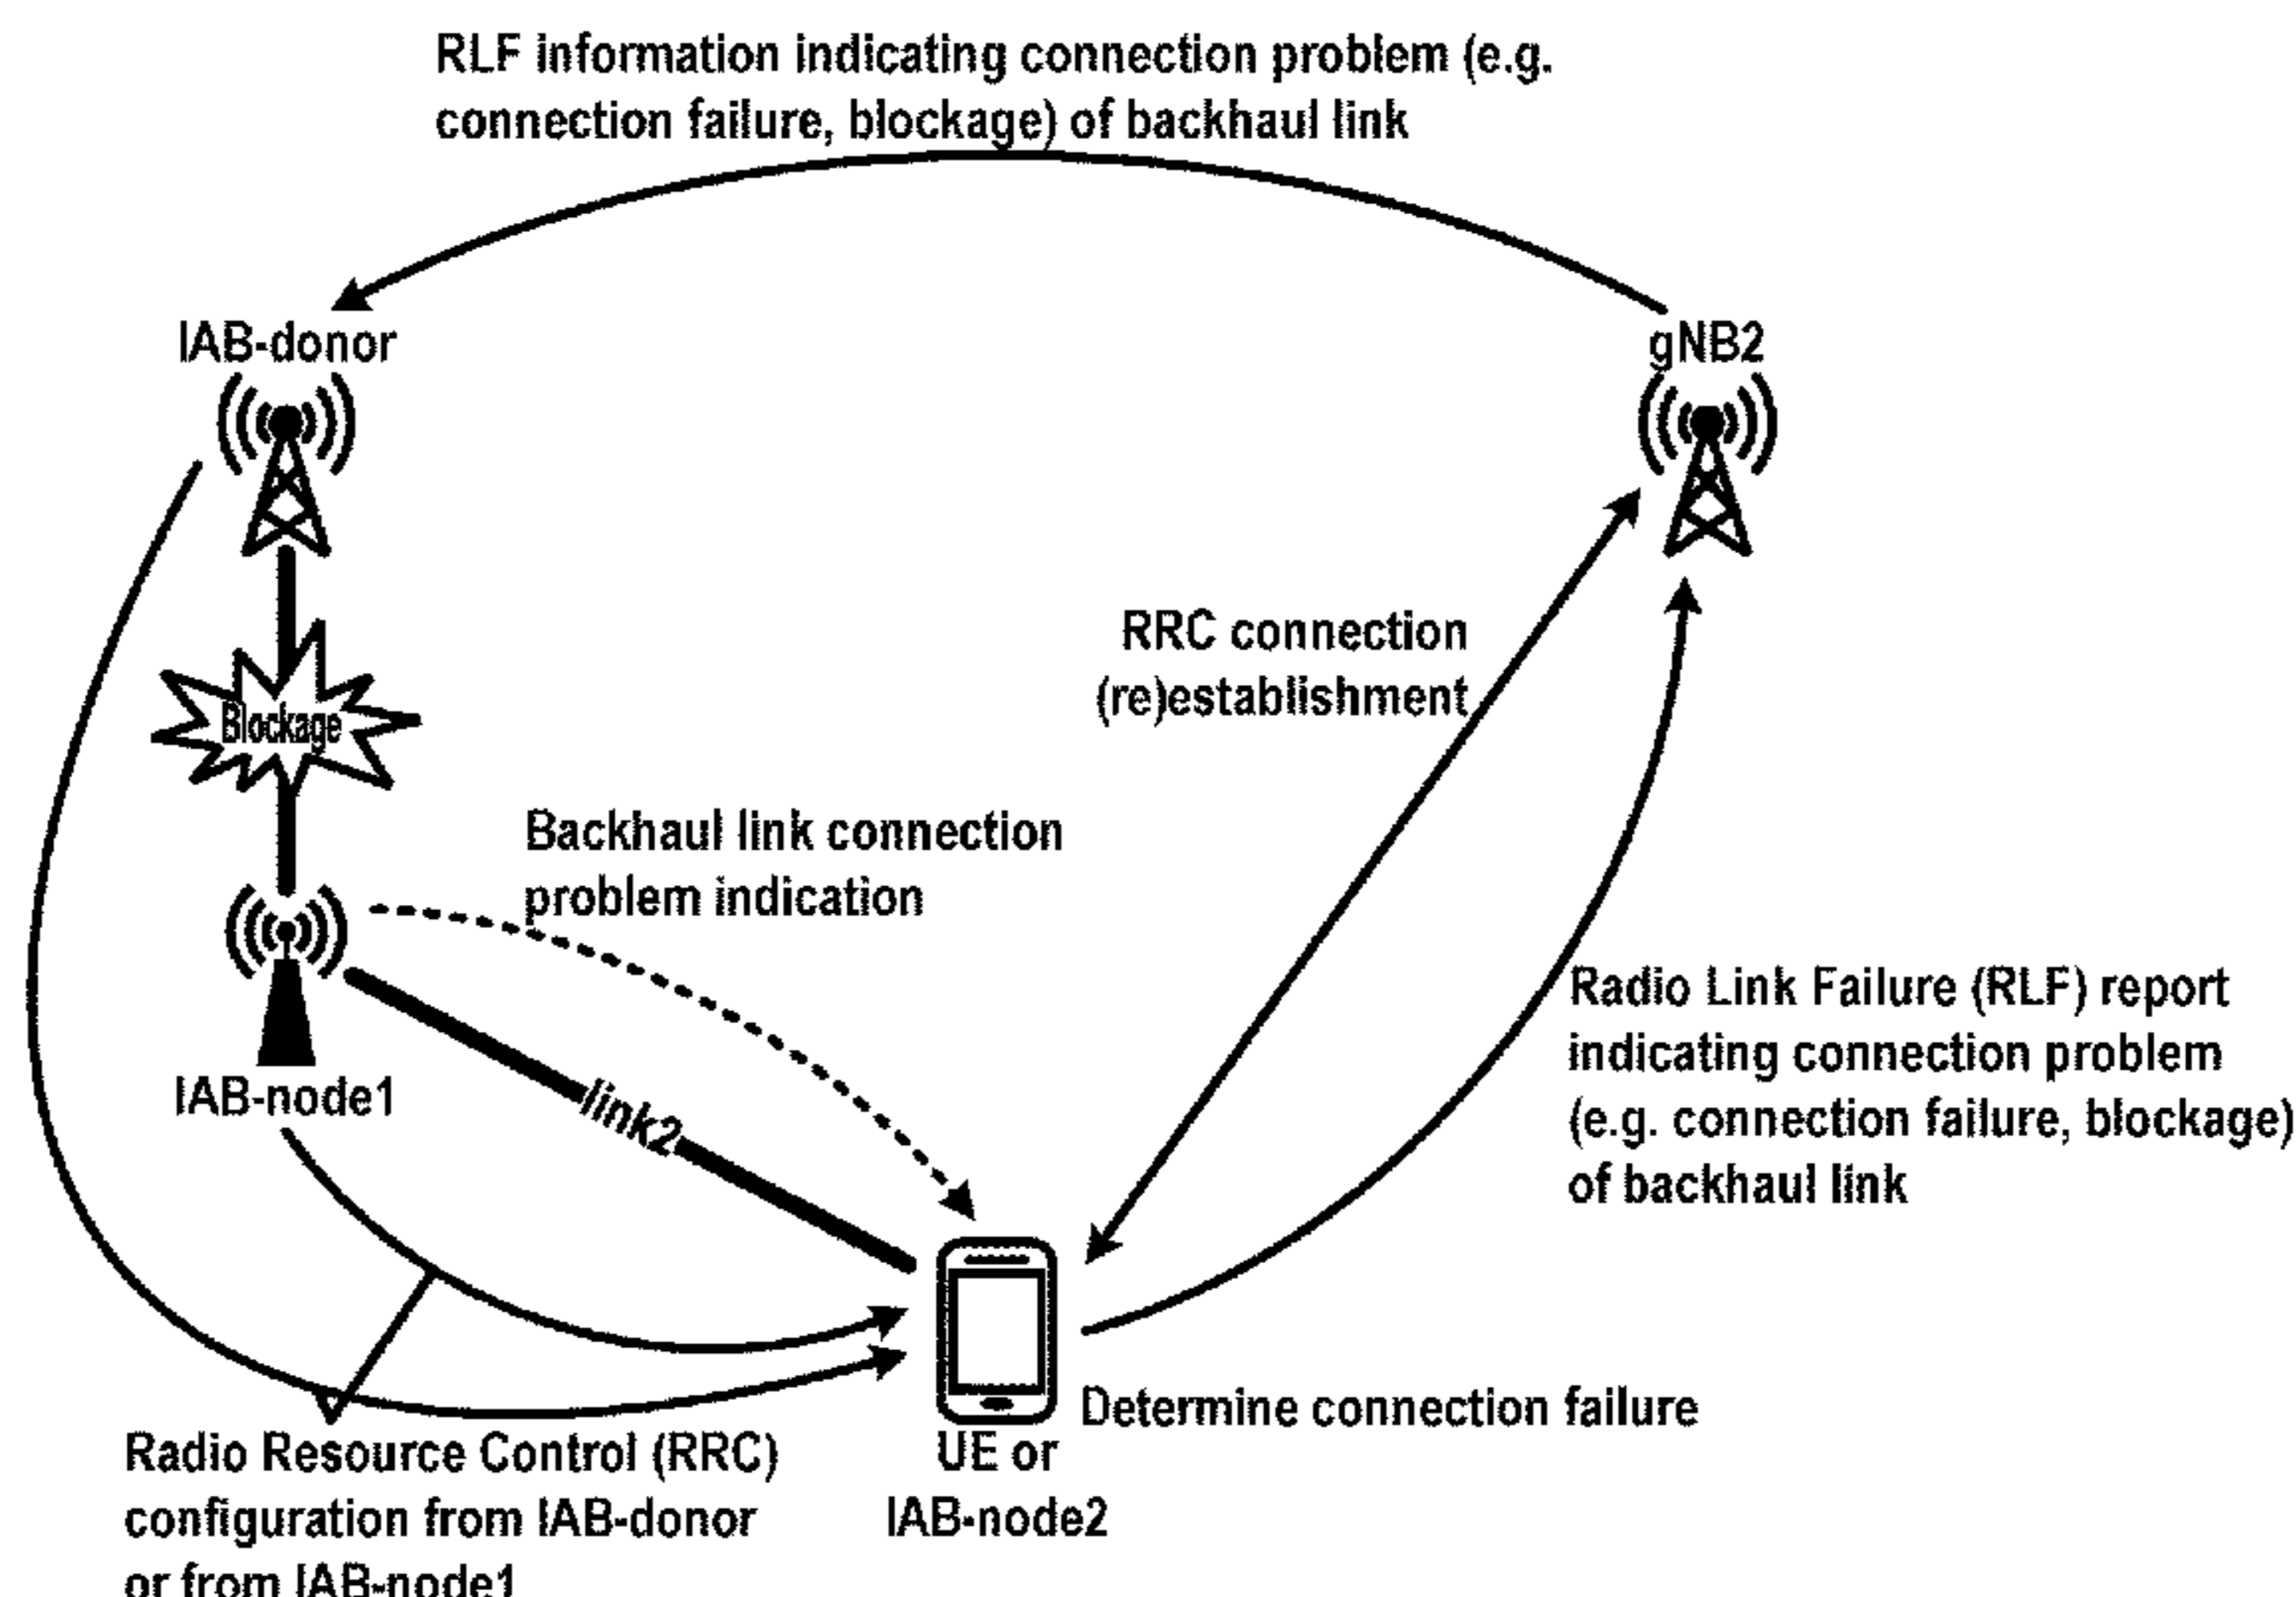 RLF information indicating connection problem (e.g.
connection failure, blockage) of backhaul link
IAB-donor
gNB2
RRC connection
(re)establishment
Blockage
Backhaul link connection
problem indication
Radio Link Failure (RLF) report
indicating connection problem
(e.g. connection failure, blockage)
of backhaul link
IAB-node1
link2
Determine connection failure
UE or
IAB-node2
Radio Resource Control (RRC)
configuration from IAB-donor
or from IAB-node1